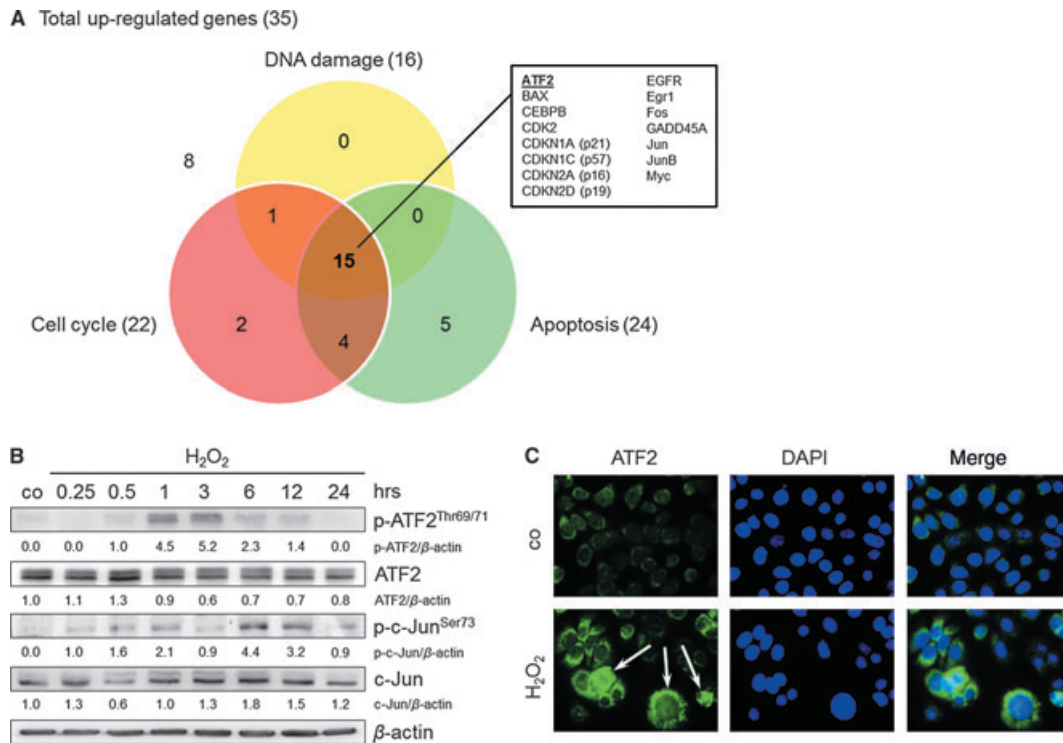 A Total up-regulated genes (35)
DNA damage (16)
0
8
1
0
15
2
4
5
Cell cycle (22)
Apoptosis (24)
ATF2 EGFR
BAX Egr1
CEBPB Fos
CDK2 GADD45A
CDKN1A (p21) Jun
CDKN1C (p57) JunB
CDKN2A (p16) Myc
CDKN2D (p19)
B
H₂O₂
co 0.25 0.5 1 3 6 12 24 hrs
p-ATF2^Thr69/71
0.0 0.0 1.0 4.5 5.2 2.3 1.4 0.0 p-ATF2/β-actin
ATF2
1.0 1.1 1.3 0.9 0.6 0.7 0.7 0.8 ATF2/β-actin
p-c-Jun^Ser73
0.0 1.0 1.6 2.1 0.9 4.4 3.2 0.9 p-c-Jun/β-actin
c-Jun
1.0 1.3 0.6 1.0 1.3 1.8 1.5 1.2 c-Jun/β-actin
β-actin
C
ATF2 DAPI Merge
co
H₂O₂